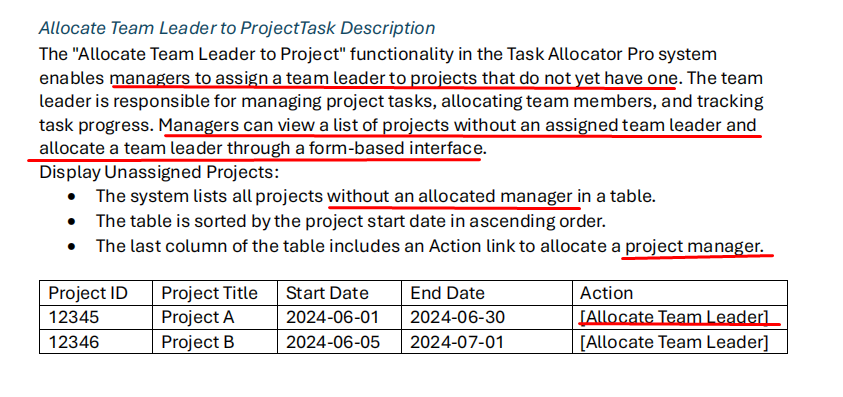 Allocate Team Leader to ProjectTask Description
The "Allocate Team Leader to Project" functionality in the Task Allocator Pro system
enables managers to assign a team leader to projects that do not yet have one. The team
leader is responsible for managing project tasks, allocating team members, and tracking
task progress. Managers can view a list of projects without an assigned team leader and
allocate a team leader through a form-based interface.
Display Unassigned Projects:
• The system lists all projects without an allocated manager in a table.
• The table is sorted by the project start date in ascending order.
• The last column of the table includes an Action link to allocate a project manager.
Project ID Project Title Start Date End Date Action
12345 Project A 2024-06-01 2024-06-30 [Allocate Team Leader]
12346 Project B 2024-06-05 2024-07-01 [Allocate Team Leader]